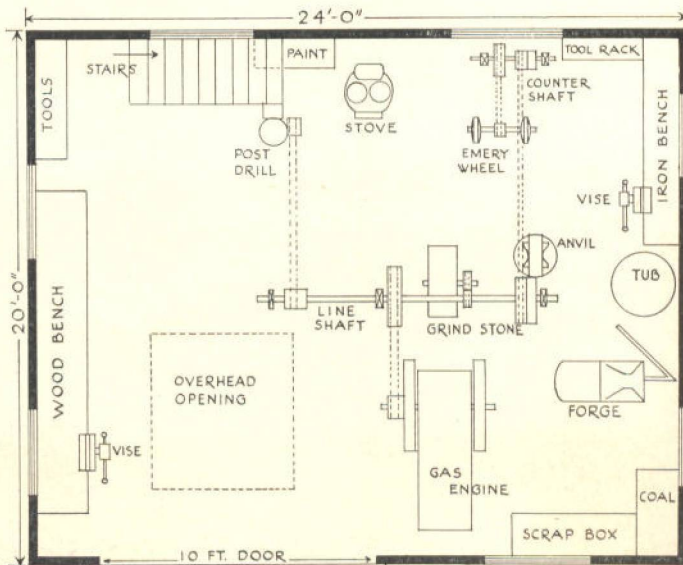 24'-0"
STAIRS
PAINT
TOOL RACK
TOOLS
STOVE
COUNTER
SHAFT
POST
DRILL
EMERY
WHEEL
IRON BENCH
VISE
ANVIL
TUB
20'-0"
WOOD BENCH
LINE
SHAFT
GRIND STONE
OVERHEAD
OPENING
FORGE
VISE
GAS
ENGINE
COAL
SCRAP BOX
10 FT. DOOR